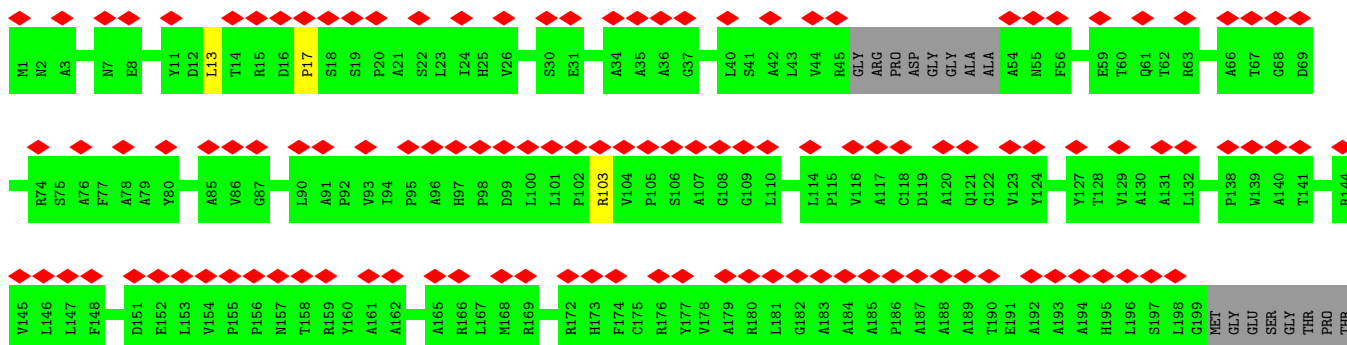 M1 N2 A3 N7 E8 Y11 D12 L13 T14 R15 D16 P17 S18 S19 P20 A21 S22 L23 I24 H25 V26 S30 E31 A34 A35 A36 G37 L40 S41 A42 L43 V44 R45 GLY ARG PRO ASP GLY GLY ALA ALA A54 N55 F56 E59 T60 Q61 T62 R63 A66 T67 G68 D69
R74 S75 A76 F77 A78 A79 Y80 A85 V86 G87 L90 A91 P92 V93 I94 P95 A96 H97 P98 D99 L100 L101 P102 R103 V104 P105 S106 A107 G108 G109 L110 L114 P115 V116 A117 C118 D119 A120 Q121 G122 V123 Y124 Y127 T128 V129 A130 A131 L132 P138 W139 A140 T141 R144
V145 L146 L147 F148 D151 E152 L153 V154 P155 P156 N157 T158 R159 Y160 A161 A162 A165 R166 L167 M168 R169 R172 H173 F174 C175 R176 Y177 V178 A179 R180 L181 G182 A183 A184 A185 P186 A187 A188 A189 T190 E191 A192 A193 A194 H195 L196 S197 L198 G199 MET GLY GLU SER GLY THR PRO THR